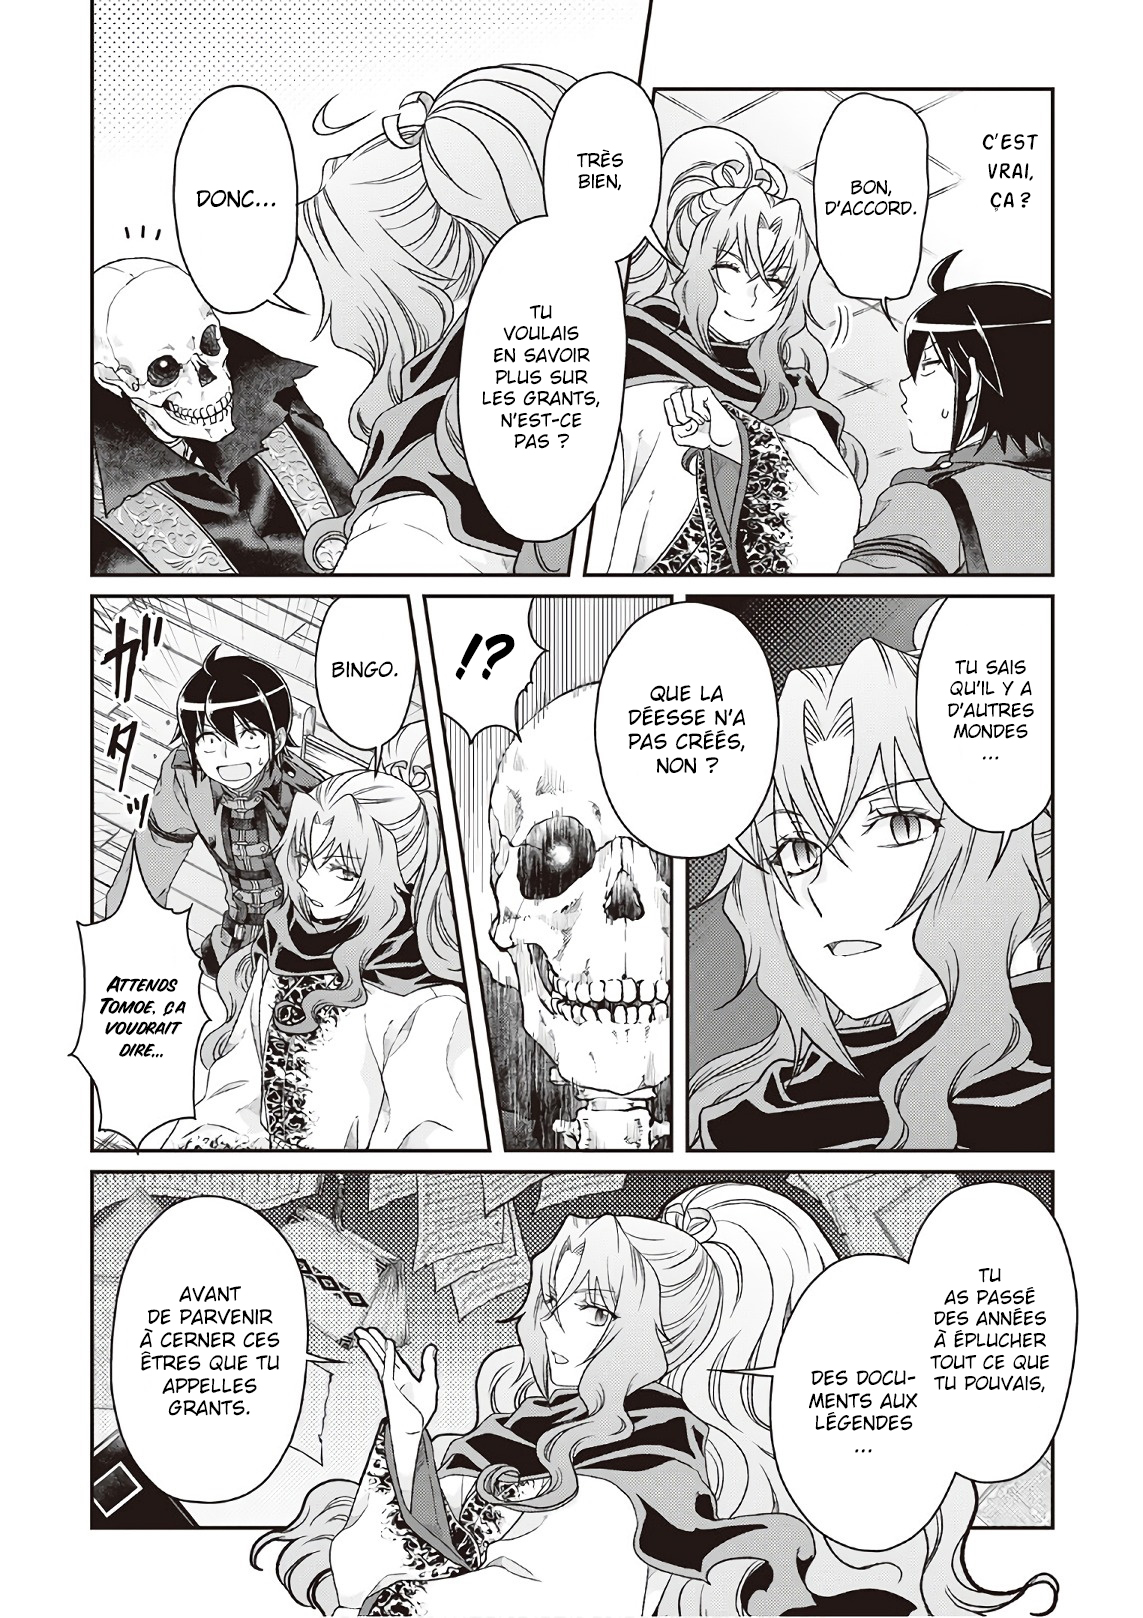 C'EST
VRAI,
ÇA ?
BON,
D'ACCORD.
TRÈS
BIEN,
TU
VOULAIS
EN SAVOIR
PLUS SUR
LES GRANTS,
N'EST-CE
PAS ?
DONC...
TU SAIS
QU'IL Y A
D'AUTRES
MONDES
...
QUE LA
DÉESSE N'A
PAS CRÉÉS,
NON ?
!?
BINGO.
ガタッ
ATTENDS
TOMOE, ÇA
VOUDRAIT
DIRE...
TU
AS PASSÉ
DES ANNÉES
À ÉPLUCHER
TOUT CE QUE
TU POUVAIS,
DES DOCU-
MENTS AUX
LÉGENDES
...
AVANT
DE PARVENIR
À CERNER CES
ÊTRES QUE TU
APPELLES
GRANTS.